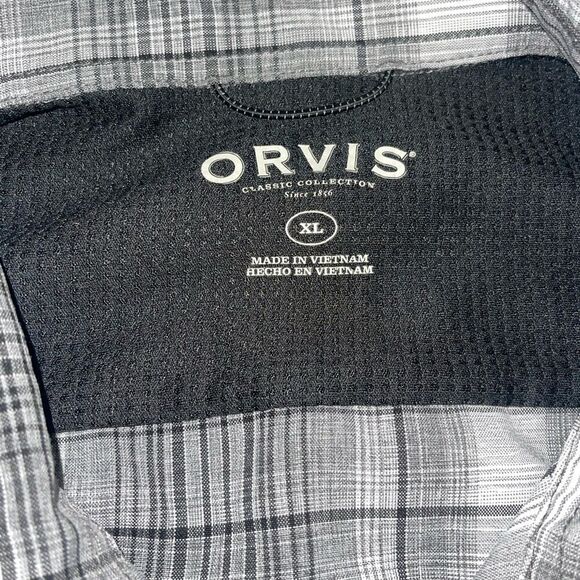 ORVIS®
CLASSIC COLLECTION
Since 1856
XL
MADE IN VIETNAM
HECHO EN VIETNAM